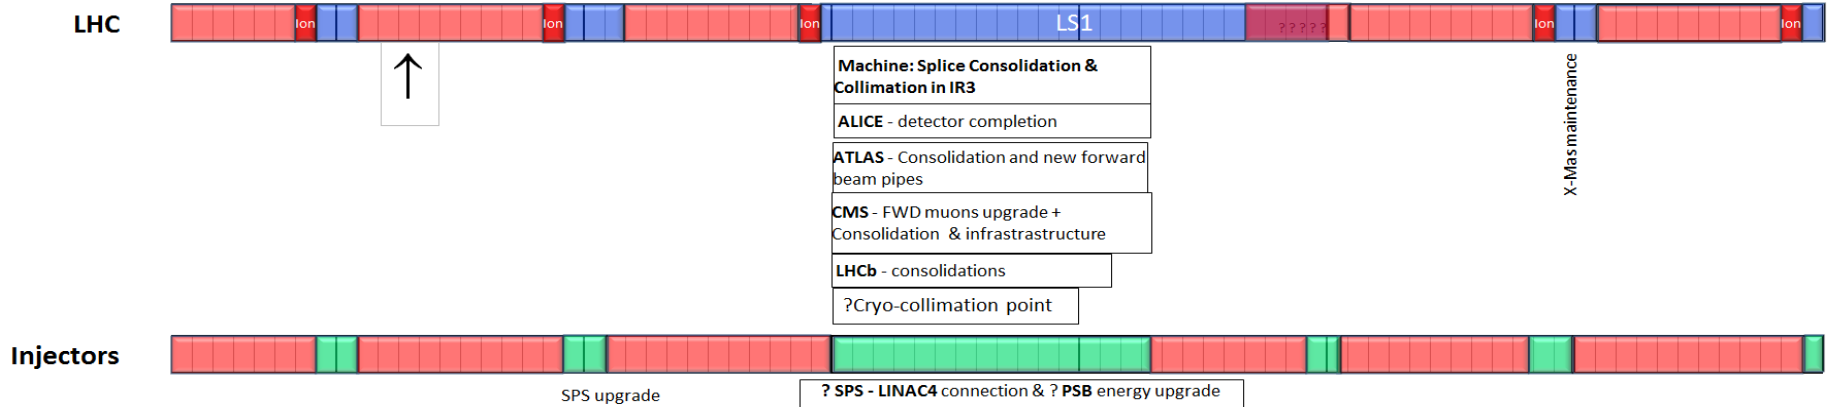 LHC
Ion
Ion
Ion
LS1
? ? ? ? ?
Ion
Ion
Machine: Splice Consolidation &
Collimation in IR3
ALICE - detector completion
ATLAS - Consolidation and new forward
beam pipes
CMS - FWD muons upgrade +
Consolidation & infrastrastructure
LHCb - consolidations
?Cryo-collimation point
X-Mas maintenance
Injectors
SPS upgrade
? SPS - LINAC4 connection & ? PSB energy upgrade